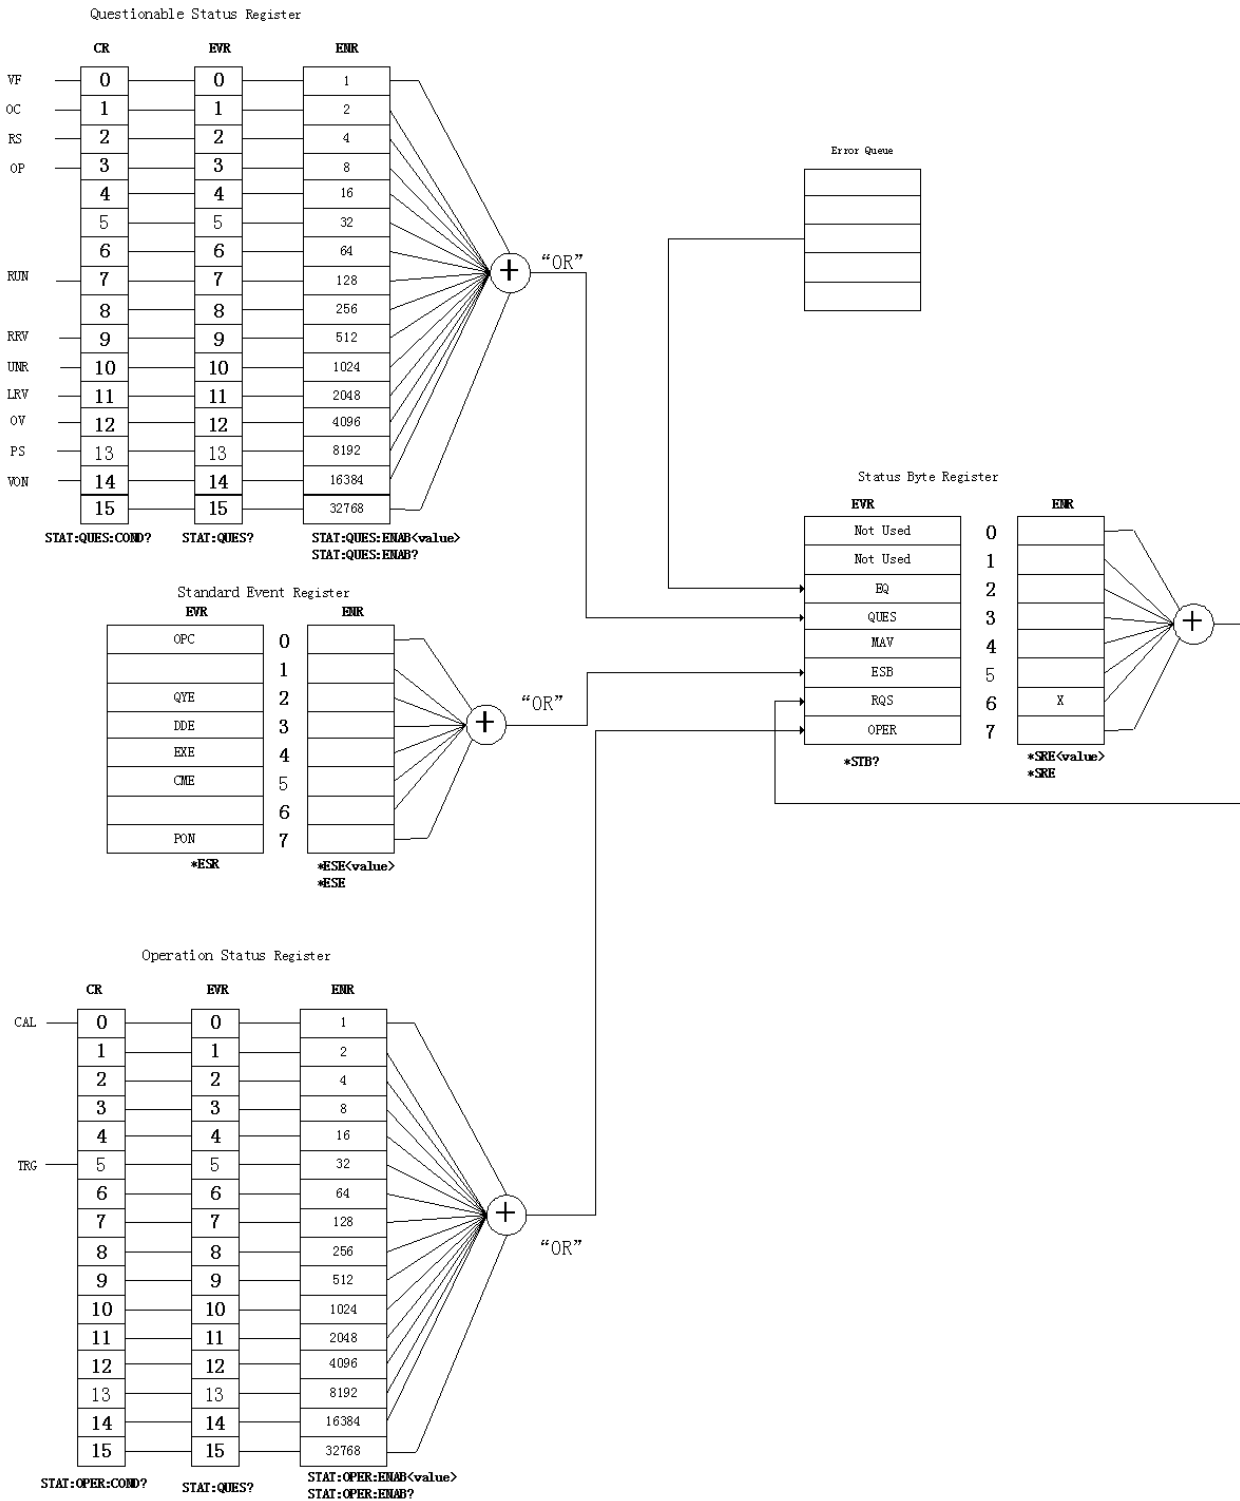 Questionable Status Register
CR EVR ENR
VF 0 0 1
OC 1 1 2
RS 2 2 4
OP 3 3 8
4 4 16
5 5 32
6 6 64
RUN 7 7 128
8 8 256
RRV 9 9 512
UNR 10 10 1024
LRV 11 11 2048
OV 12 12 4096
PS 13 13 8192
VON 14 14 16384
15 15 32768
+
“OR”
STAT:QUES:COND? STAT:QUES? STAT:QUES:ENAB<value>
STAT:QUES:ENAB?
Error Queue
Standard Event Register
EVR ENR
OPC 0
1
QYE 2
DDE 3
EXE 4
CME 5
6
PON 7
+
“OR”
*ESR *ESE<value>
*ESE
Status Byte Register
EVR ENR
Not Used 0
Not Used 1
EQ 2
QUES 3
MAV 4
ESB 5
RQS 6 X
OPER 7
+
*STB? *SRE<value>
*SRE
Operation Status Register
CR EVR ENR
CAL 0 0 1
1 1 2
2 2 4
3 3 8
4 4 16
TRG 5 5 32
6 6 64
7 7 128
8 8 256
9 9 512
10 10 1024
11 11 2048
12 12 4096
13 13 8192
14 14 16384
15 15 32768
+
“OR”
STAT:OPER:COND? STAT:QUES? STAT:OPER:ENAB<value>
STAT:OPER:ENAB?